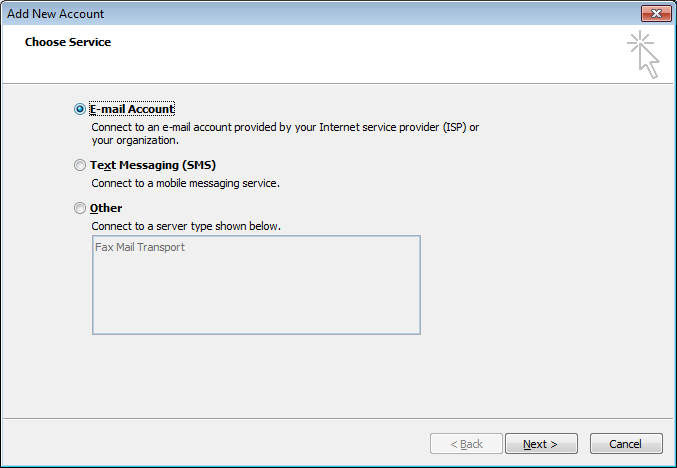 Add New Account
Choose Service
E-mail Account
Connect to an e-mail account provided by your Internet service provider (ISP) or
your organization.
Text Messaging (SMS)
Connect to a mobile messaging service.
Other
Connect to a server type shown below.
Fax Mail Transport
< Back Next > Cancel